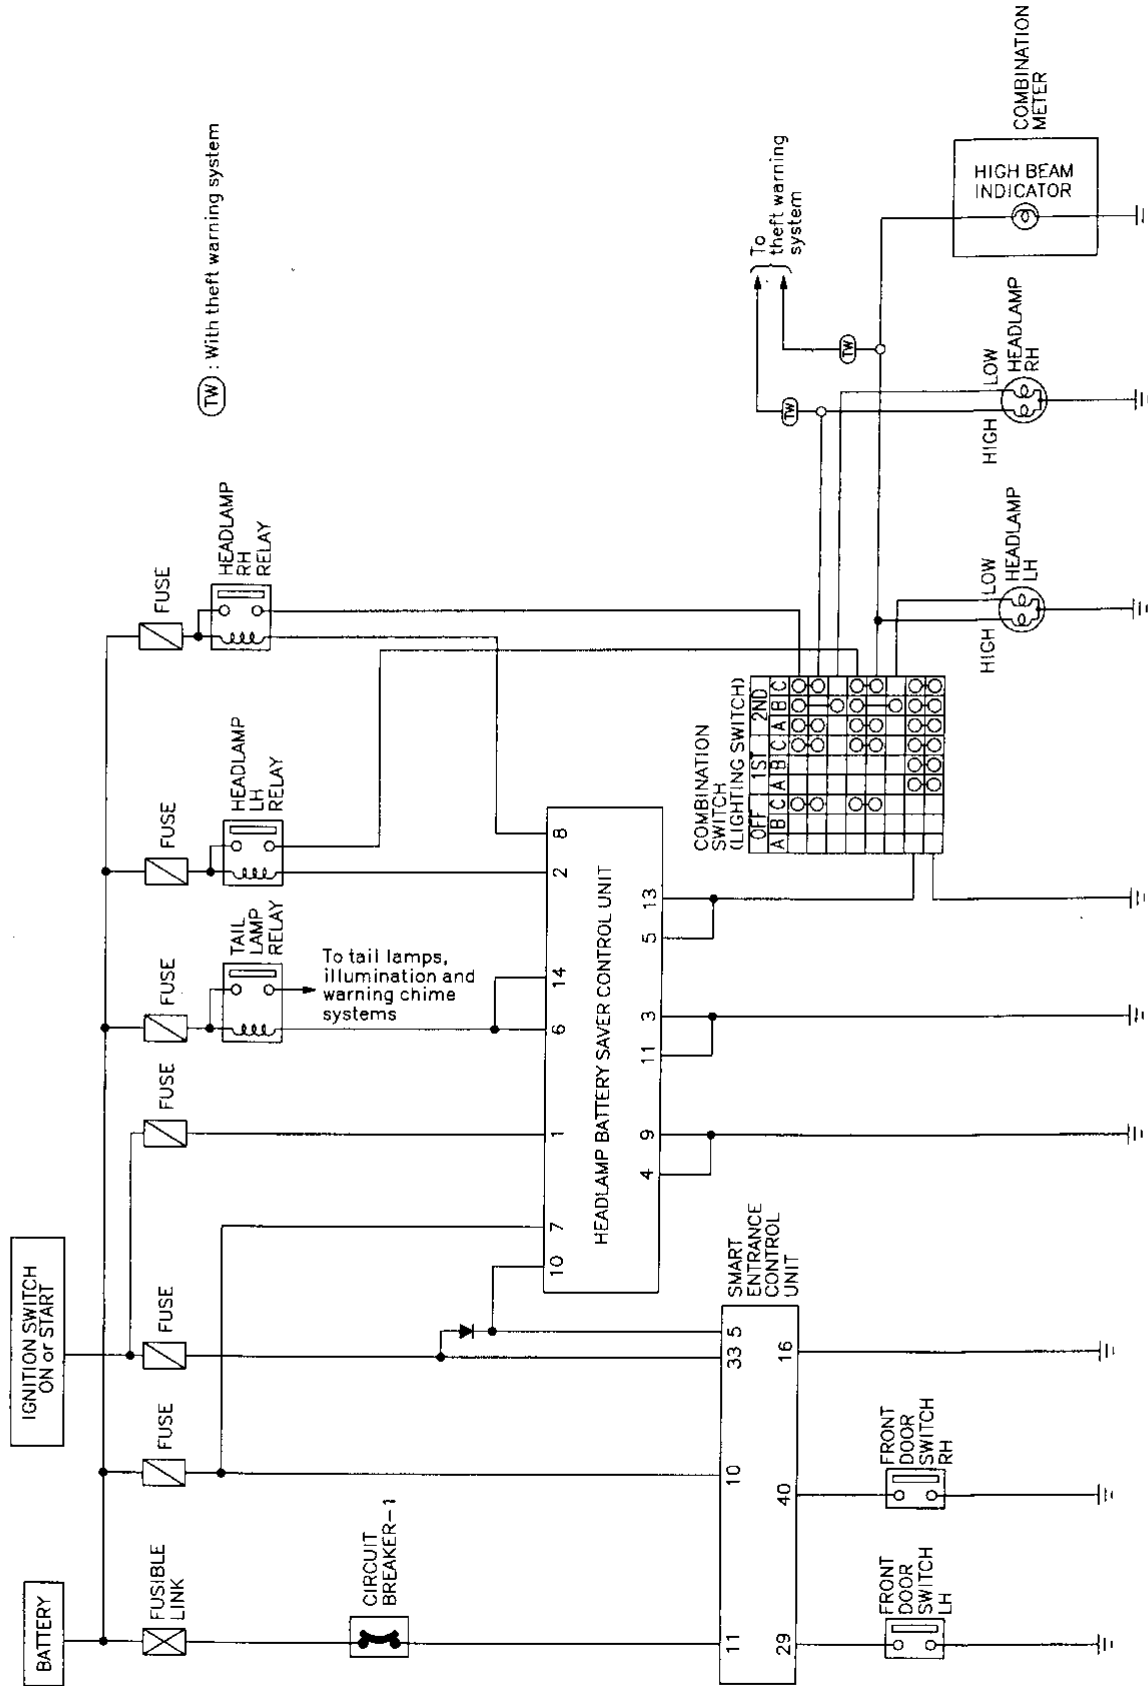 BATTERY
IGNITION SWITCH
ON or START
FUSIBLE
LINK
FUSE
FUSE
FUSE
FUSE
FUSE
FUSE
TW : With theft warning system
TAIL
LAMP
RELAY
HEADLAMP
LH
RELAY
HEADLAMP
RH
RELAY
To tail lamps,
illumination and
warning chime
systems
CIRCUIT
BREAKER-1
10 7 1 6 14 2 8
HEADLAMP BATTERY SAVER CONTROL UNIT
4 9 11 3 5 13
SMART
ENTRANCE
CONTROL
UNIT
11 10 33 5
29 40 16
COMBINATION
SWITCH
(LIGHTING SWITCH)
OFF 1ST 2ND
A B C A B C A B C
To
theft warning
system
TW
TW
FRONT
DOOR
SWITCH
LH
FRONT
DOOR
SWITCH
RH
HIGH LOW
HEADLAMP
LH
HIGH LOW
HEADLAMP
RH
HIGH BEAM
INDICATOR
COMBINATION
METER